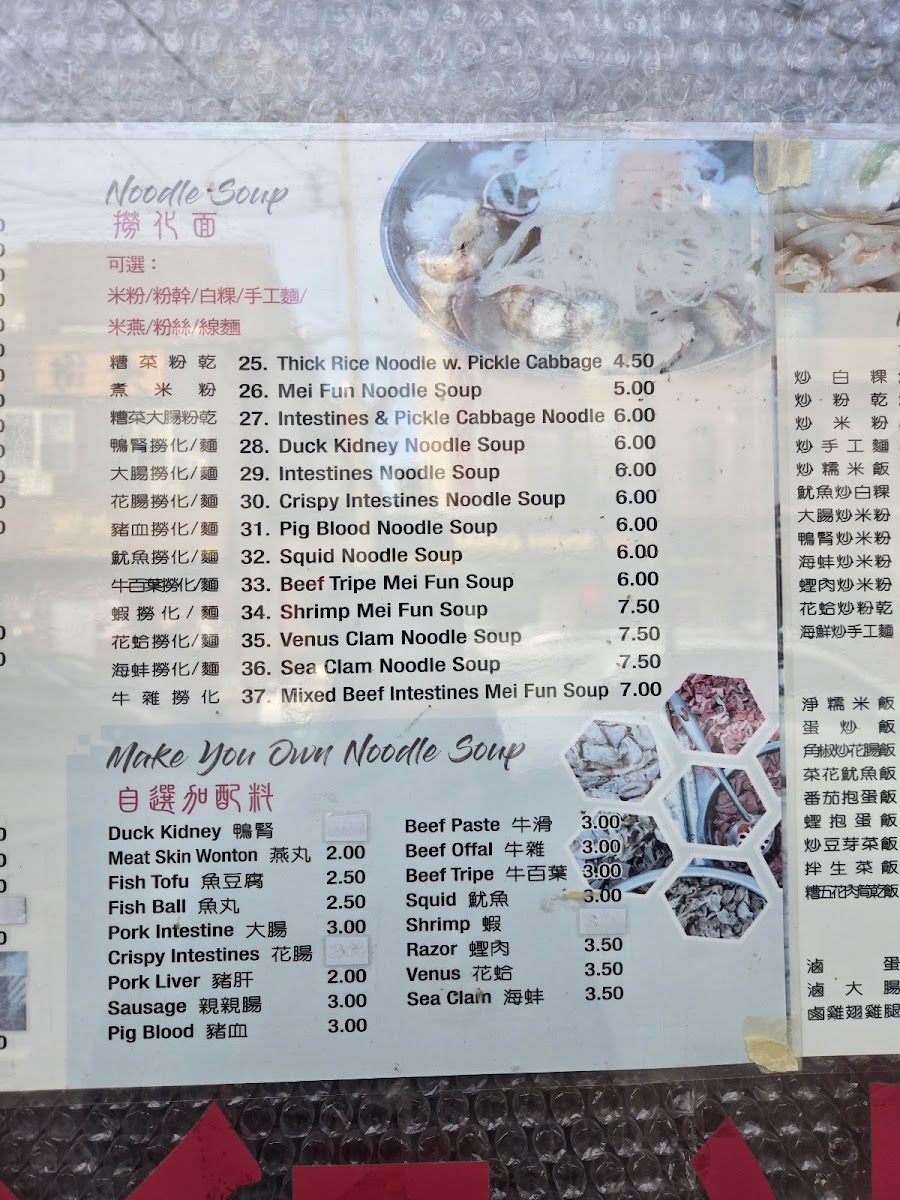 Noodle Soup
撈化面
可選：
米粉/粉幹/白粿/手工麵/
米燕/粉絲/線麵
糟菜粉乾 25. Thick Rice Noodle w. Pickle Cabbage 4.50
煮米粉 26. Mei Fun Noodle Soup 5.00
糟菜大腸粉乾 27. Intestines & Pickle Cabbage Noodle 6.00
鴨腎撈化/麵 28. Duck Kidney Noodle Soup 6.00
大腸撈化/麵 29. Intestines Noodle Soup 6.00
花腸撈化/麵 30. Crispy Intestines Noodle Soup 6.00
豬血撈化/麵 31. Pig Blood Noodle Soup 6.00
魷魚撈化/麵 32. Squid Noodle Soup 6.00
牛百葉撈化/麵 33. Beef Tripe Mei Fun Soup 6.00
蝦撈化/麵 34. Shrimp Mei Fun Soup 7.50
花蛤撈化/麵 35. Venus Clam Noodle Soup 7.50
海蚌撈化/麵 36. Sea Clam Noodle Soup 7.50
牛雜撈化 37. Mixed Beef Intestines Mei Fun Soup 7.00
Make You Own Noodle Soup
自選加配料
Duck Kidney 鴨腎
Meat Skin Wonton 燕丸 2.00
Fish Tofu 魚豆腐 2.50
Fish Ball 魚丸 2.50
Pork Intestine 大腸 3.00
Crispy Intestines 花腸
Pork Liver 豬肝 2.00
Sausage 親親腸 3.00
Pig Blood 豬血 3.00
Beef Paste 牛滑 3.00
Beef Offal 牛雜 3.00
Beef Tripe 牛百葉 3.00
Squid 魷魚 3.00
Shrimp 蝦
Razor 蟶肉 3.50
Venus 花蛤 3.50
Sea Clam 海蚌 3.50
炒白粿
炒粉乾
炒米粉
炒手工麵
炒糯米飯
魷魚炒白粿
大腸炒米粉
鴨腎炒米粉
海蚌炒米粉
蟶肉炒米粉
花蛤炒粉乾
海鮮炒手工麵
淨糯米飯
蛋炒飯
角椒炒花腸飯
菜花魷魚飯
番茄抱蛋飯
蟶抱蛋飯
炒豆芽菜飯
拌生菜飯
糟五花肉筍乾飯
滷蛋
滷大腸
鹵雞翅雞腿